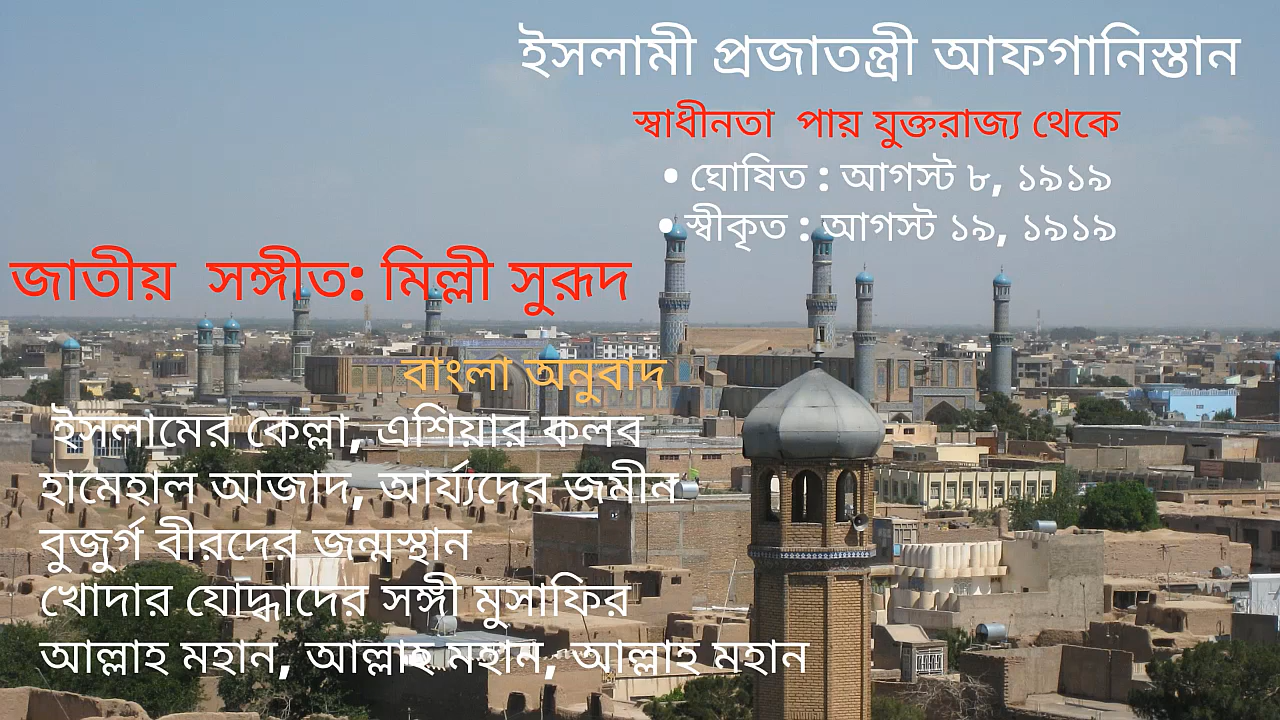 ইসলামী প্রজাতন্ত্রী আফগানিস্তান
স্বাধীনতা পায় যুক্তরাজ্য থেকে
• ঘোষিত : আগস্ট ৮, ১৯১৯
• স্বীকৃত : আগস্ট ১৯, ১৯১৯
জাতীয় সঙ্গীত: মিল্লী সুরূদ
বাংলা অনুবাদ
ইসলামের কেল্লা, এশিয়ার কলব
হামেহাল আজাদ, আর্য্যদের জমীন
বুজুর্গ বীরদের জন্মস্থান
খোদার যোদ্ধাদের সঙ্গী মুসাফির
আল্লাহ মহান, আল্লাহ মহান, আল্লাহ মহান